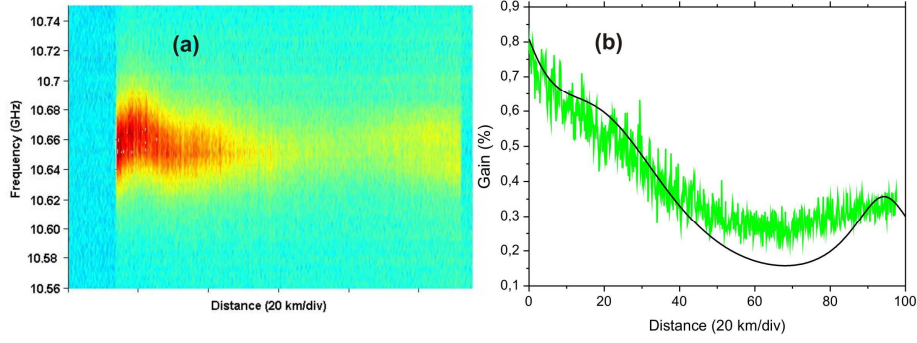 (a)
Frequency (GHz)
10.74
10.72
10.7
10.68
10.66
10.64
10.62
10.60
10.58
10.56
Distance (20 km/div)
(b)
Gain (%)
0,9
0,8
0,7
0,6
0,5
0,4
0,3
0,2
0,1
0 20 40 60 80 100
Distance (20 km/div)